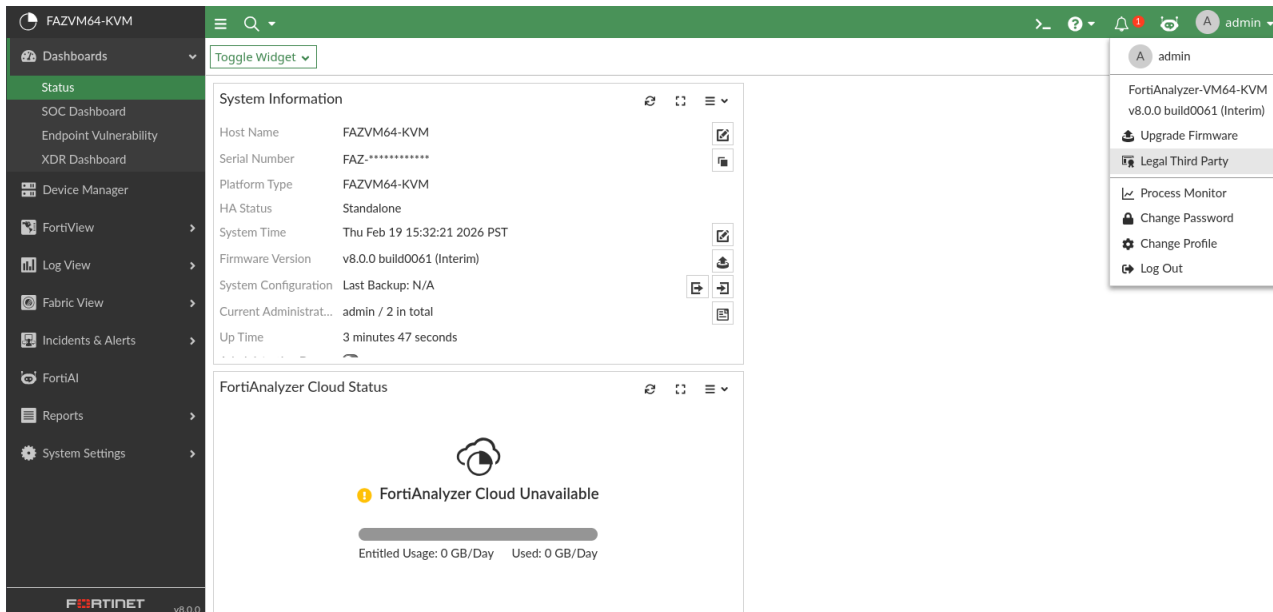 FAZVM64-KVM
1
A
admin
Dashboards
Status
SOC Dashboard
Endpoint Vulnerability
XDR Dashboard
Device Manager
FortiView
Log View
Fabric View
Incidents & Alerts
FortiAI
Reports
System Settings
FORTINET
v8.0.0
Toggle Widget
System Information
Host Name FAZVM64-KVM
Serial Number FAZ-************
Platform Type FAZVM64-KVM
HA Status Standalone
System Time Thu Feb 19 15:32:21 2026 PST
Firmware Version v8.0.0 build0061 (Interim)
System Configuration Last Backup: N/A
Current Administrat... admin / 2 in total
Up Time 3 minutes 47 seconds
FortiAnalyzer Cloud Status
FortiAnalyzer Cloud Unavailable
Entitled Usage: 0 GB/Day Used: 0 GB/Day
A admin
FortiAnalyzer-VM64-KVM
v8.0.0 build0061 (Interim)
Upgrade Firmware
Legal Third Party
Process Monitor
Change Password
Change Profile
Log Out